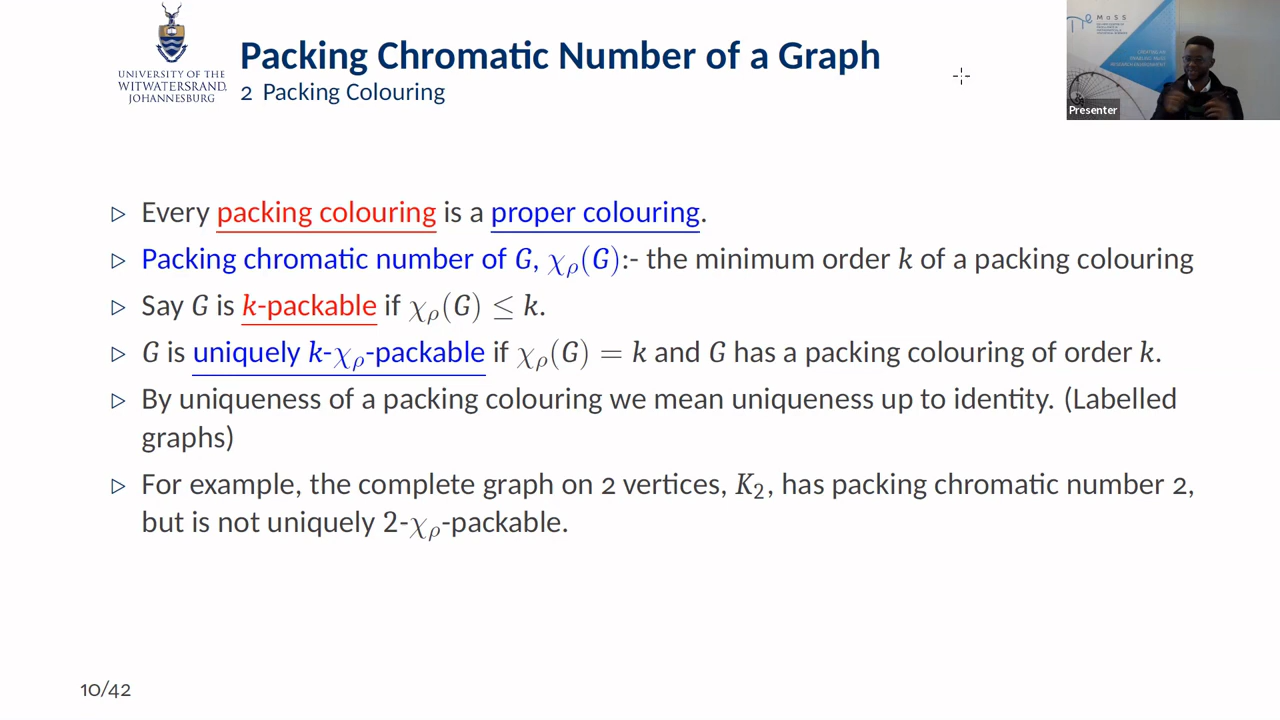 UNIVERSITY OF THE
WITWATERSRAND,
JOHANNESBURG
Packing Chromatic Number of a Graph
2 Packing Colouring
MaSS
Presenter
▷ Every packing colouring is a proper colouring.
▷ Packing chromatic number of G, χρ(G):- the minimum order k of a packing colouring
▷ Say G is k-packable if χρ(G) ≤ k.
▷ G is uniquely k-χρ-packable if χρ(G) = k and G has a packing colouring of order k.
▷ By uniqueness of a packing colouring we mean uniqueness up to identity. (Labelled
graphs)
▷ For example, the complete graph on 2 vertices, K₂, has packing chromatic number 2,
but is not uniquely 2-χρ-packable.
10/42